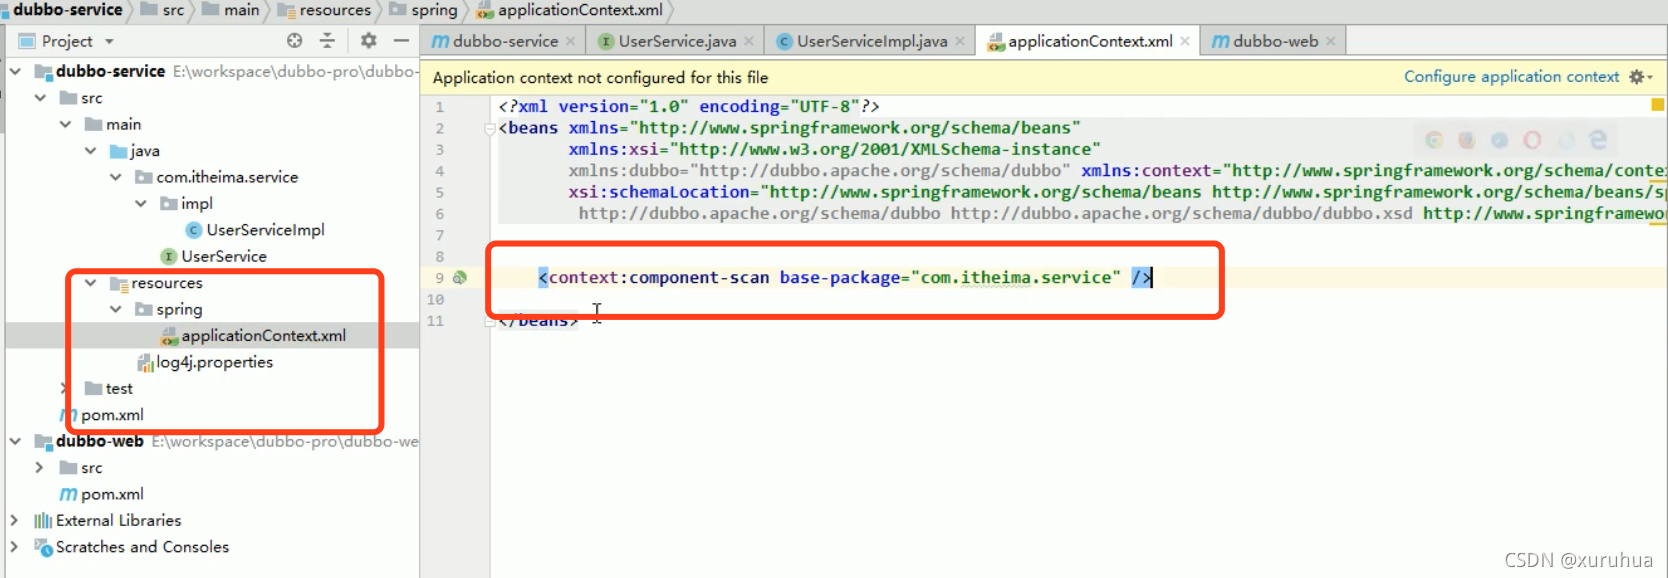 dubbo-service src main resources spring applicationContext.xml
Project
dubbo-service UserService.java UserServiceImpl.java applicationContext.xml dubbo-web
dubbo-service E:\workspace\dubbo-pro\dubbo-
src
main
java
com.itheima.service
impl
UserServiceImpl
UserService
resources
spring
applicationContext.xml
log4j.properties
test
pom.xml
dubbo-web E:\workspace\dubbo-pro\dubbo-we
src
pom.xml
External Libraries
Scratches and Consoles
Application context not configured for this file Configure application context
1 <?xml version="1.0" encoding="UTF-8"?>
2 <beans xmlns="http://www.springframework.org/schema/beans"
3 xmlns:xsi="http://www.w3.org/2001/XMLSchema-instance"
4 xmlns:dubbo="http://dubbo.apache.org/schema/dubbo" xmlns:context="http://www.springframework.org/schema/conte
5 xsi:schemaLocation="http://www.springframework.org/schema/beans http://www.springframework.org/schema/beans/sp
6 http://dubbo.apache.org/schema/dubbo http://dubbo.apache.org/schema/dubbo/dubbo.xsd http://www.springframewor
7
8
9 <context:component-scan base-package="com.itheima.service" />
10
11 </beans>
CSDN @xuruhua